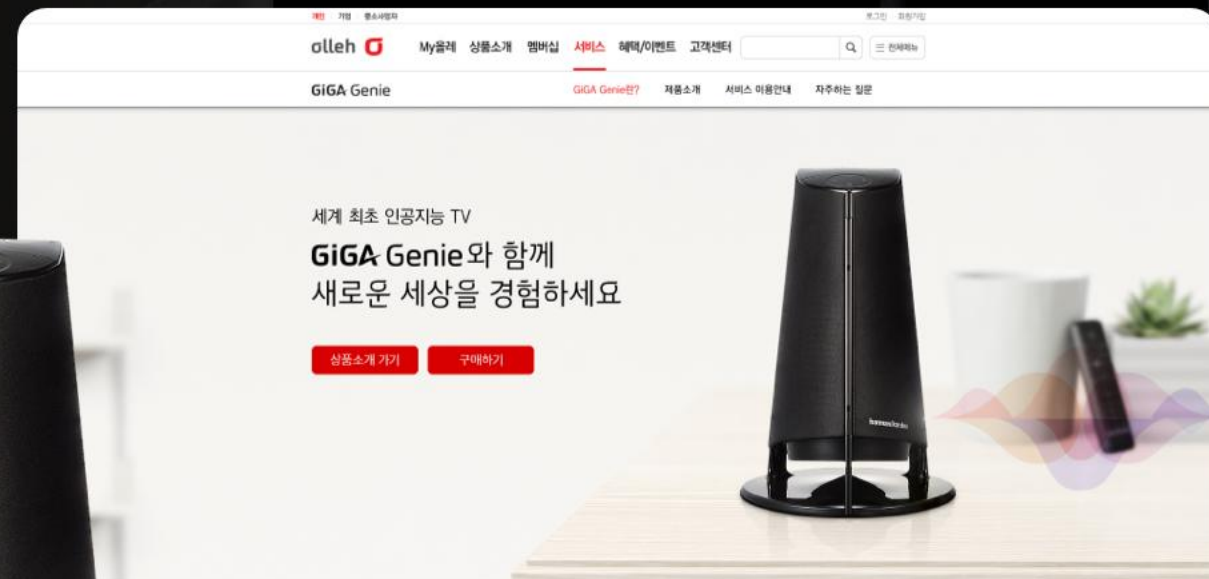 개인 기업 중소사업자
로그인 회원가입
olleh
My올레 상품소개 멤버십 서비스 혜택/이벤트 고객센터
전체메뉴
GiGA Genie
GiGA Genie란? 제품소개 서비스 이용안내 자주하는 질문
세계 최초 인공지능 TV
GiGA Genie와 함께
새로운 세상을 경험하세요
상품소개 가기
구매하기
harman/kardon